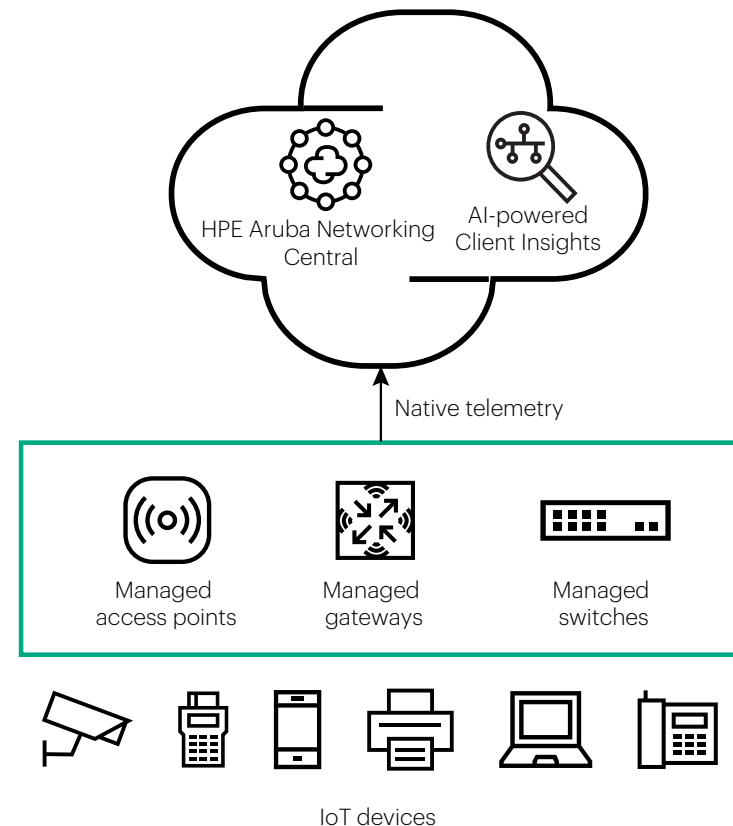 HPE Aruba Networking
Central
AI-powered
Client Insights
Native telemetry
Managed
access points
Managed
gateways
Managed
switches
IoT devices